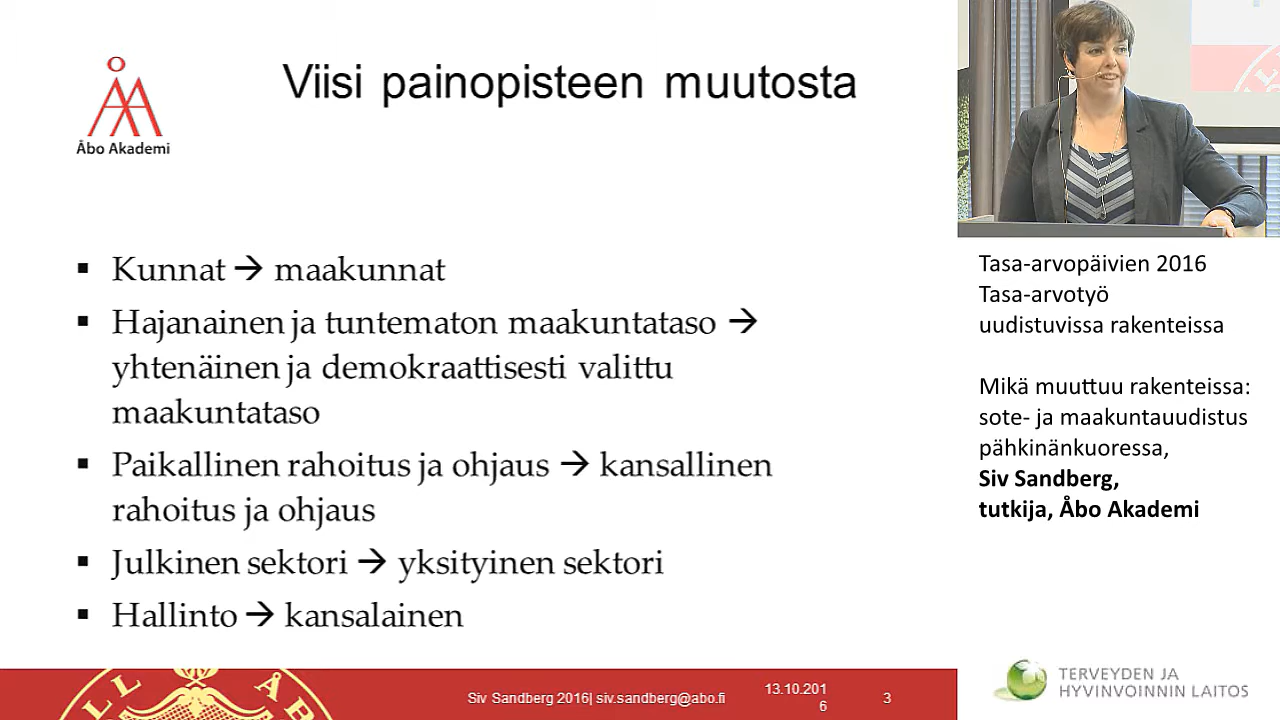 Viisi painopisteen muutosta
Åbo Akademi
▪ Kunnat → maakunnat
▪ Hajanainen ja tuntematon maakuntataso →
yhtenäinen ja demokraattisesti valittu
maakuntataso
▪ Paikallinen rahoitus ja ohjaus → kansallinen
rahoitus ja ohjaus
▪ Julkinen sektori → yksityinen sektori
▪ Hallinto → kansalainen
Siv Sandberg 2016| siv.sandberg@abo.fi
13.10.201
6
3
Tasa-arvopäivien 2016
Tasa-arvotyö
uudistuvissa rakenteissa
Mikä muuttuu rakenteissa:
sote- ja maakuntauudistus
pähkinänkuoressa,
Siv Sandberg,
tutkija, Åbo Akademi
TERVEYDEN JA
HYVINVOINNIN LAITOS